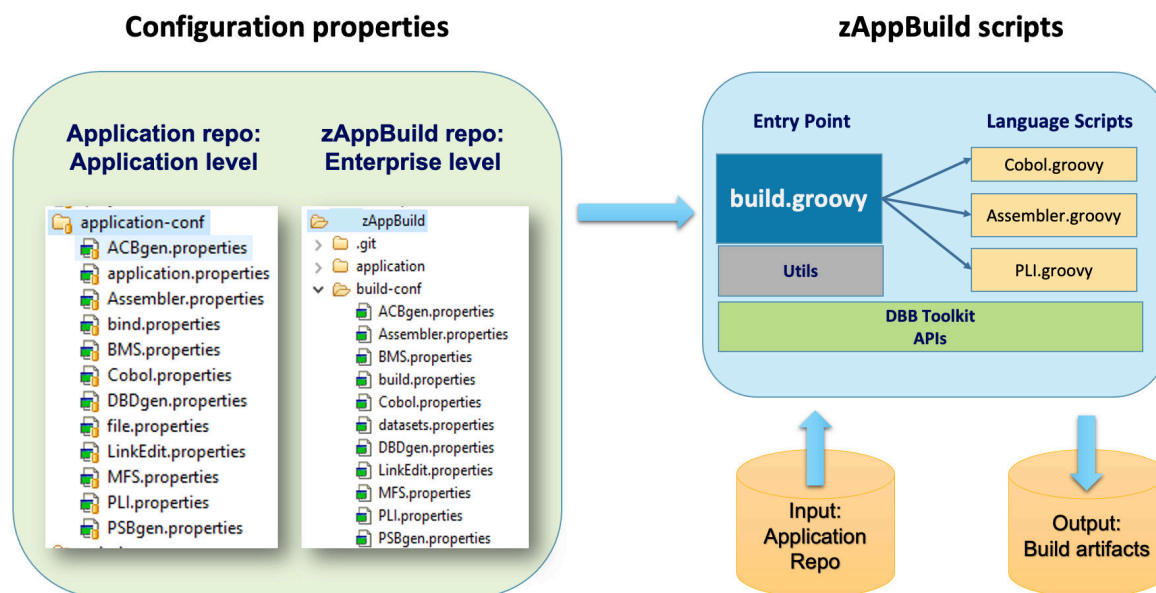 Configuration properties
Application repo:
Application level
application-conf
ACBgen.properties
application.properties
Assembler.properties
bind.properties
BMS.properties
Cobol.properties
DBDgen.properties
file.properties
LinkEdit.properties
MFS.properties
PLI.properties
PSBgen.properties
zAppBuild repo:
Enterprise level
zAppBuild
.git
application
build-conf
ACBgen.properties
Assembler.properties
BMS.properties
build.properties
Cobol.properties
datasets.properties
DBDgen.properties
LinkEdit.properties
MFS.properties
PLI.properties
PSBgen.properties
zAppBuild scripts
Entry Point
build.groovy
Utils
Language Scripts
Cobol.groovy
Assembler.groovy
PLI.groovy
DBB Toolkit
APIs
Input:
Application
Repo
Output:
Build artifacts